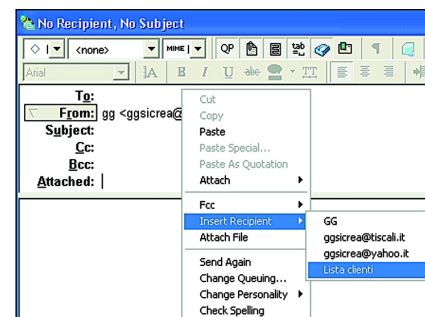 No Recipient, No Subject
<none> MIME QP
Arial A B I U abc TT
To:
From: gg <ggsicrea@
Subject:
Cc:
Bcc:
Attached:
Cut
Copy
Paste
Paste Special...
Paste As Quotation
Attach
Fcc
Insert Recipient
Attach File
Send Again
Change Queuing...
Change Personality
Check Spelling
GG
ggsicrea@tiscali.it
ggsicrea@yahoo.it
Lista clienti